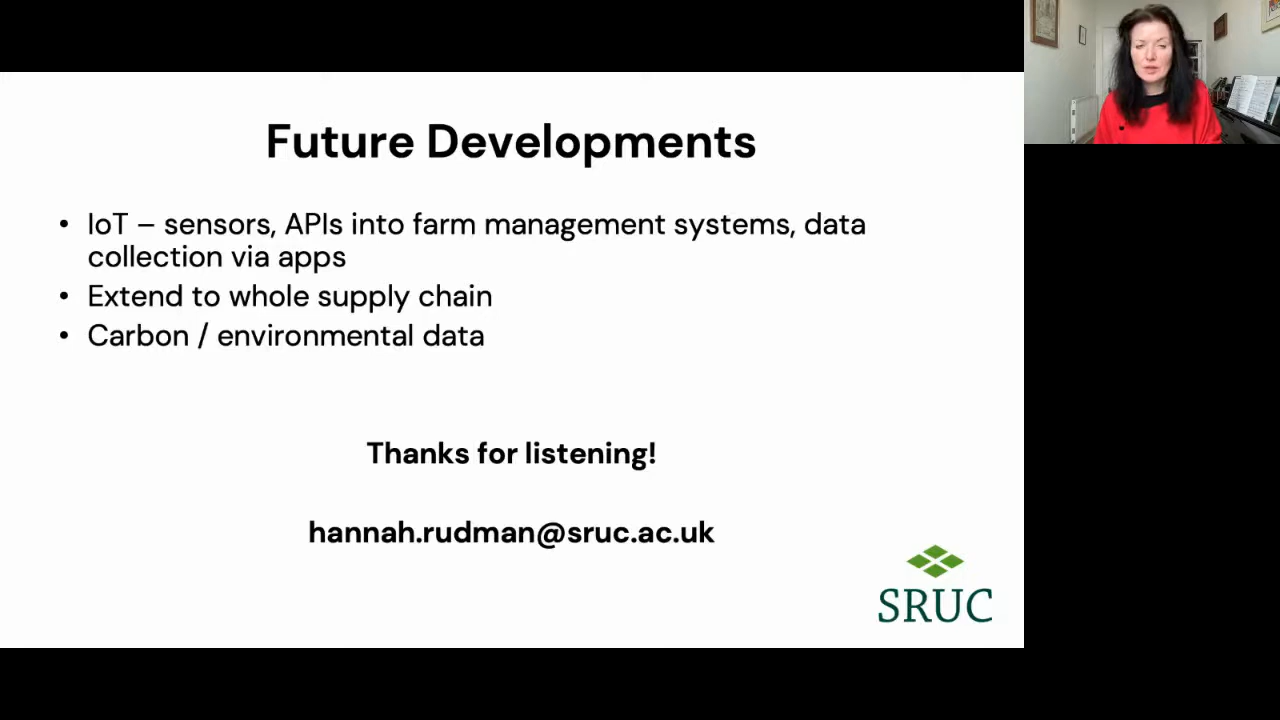 Future Developments
• IoT – sensors, APIs into farm management systems, data
collection via apps
• Extend to whole supply chain
• Carbon / environmental data
Thanks for listening!
hannah.rudman@sruc.ac.uk
SRUC